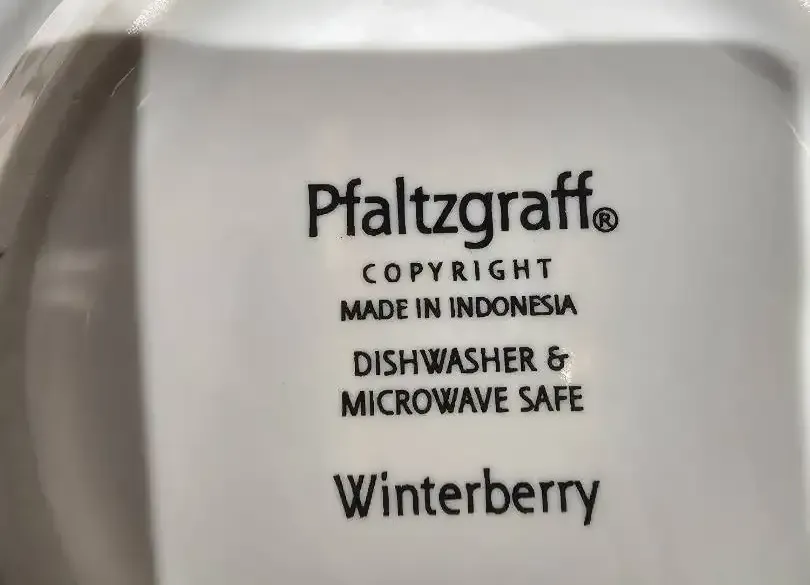 Pfaltzgraff®
COPYRIGHT
MADE IN INDONESIA
DISHWASHER &
MICROWAVE SAFE
Winterberry